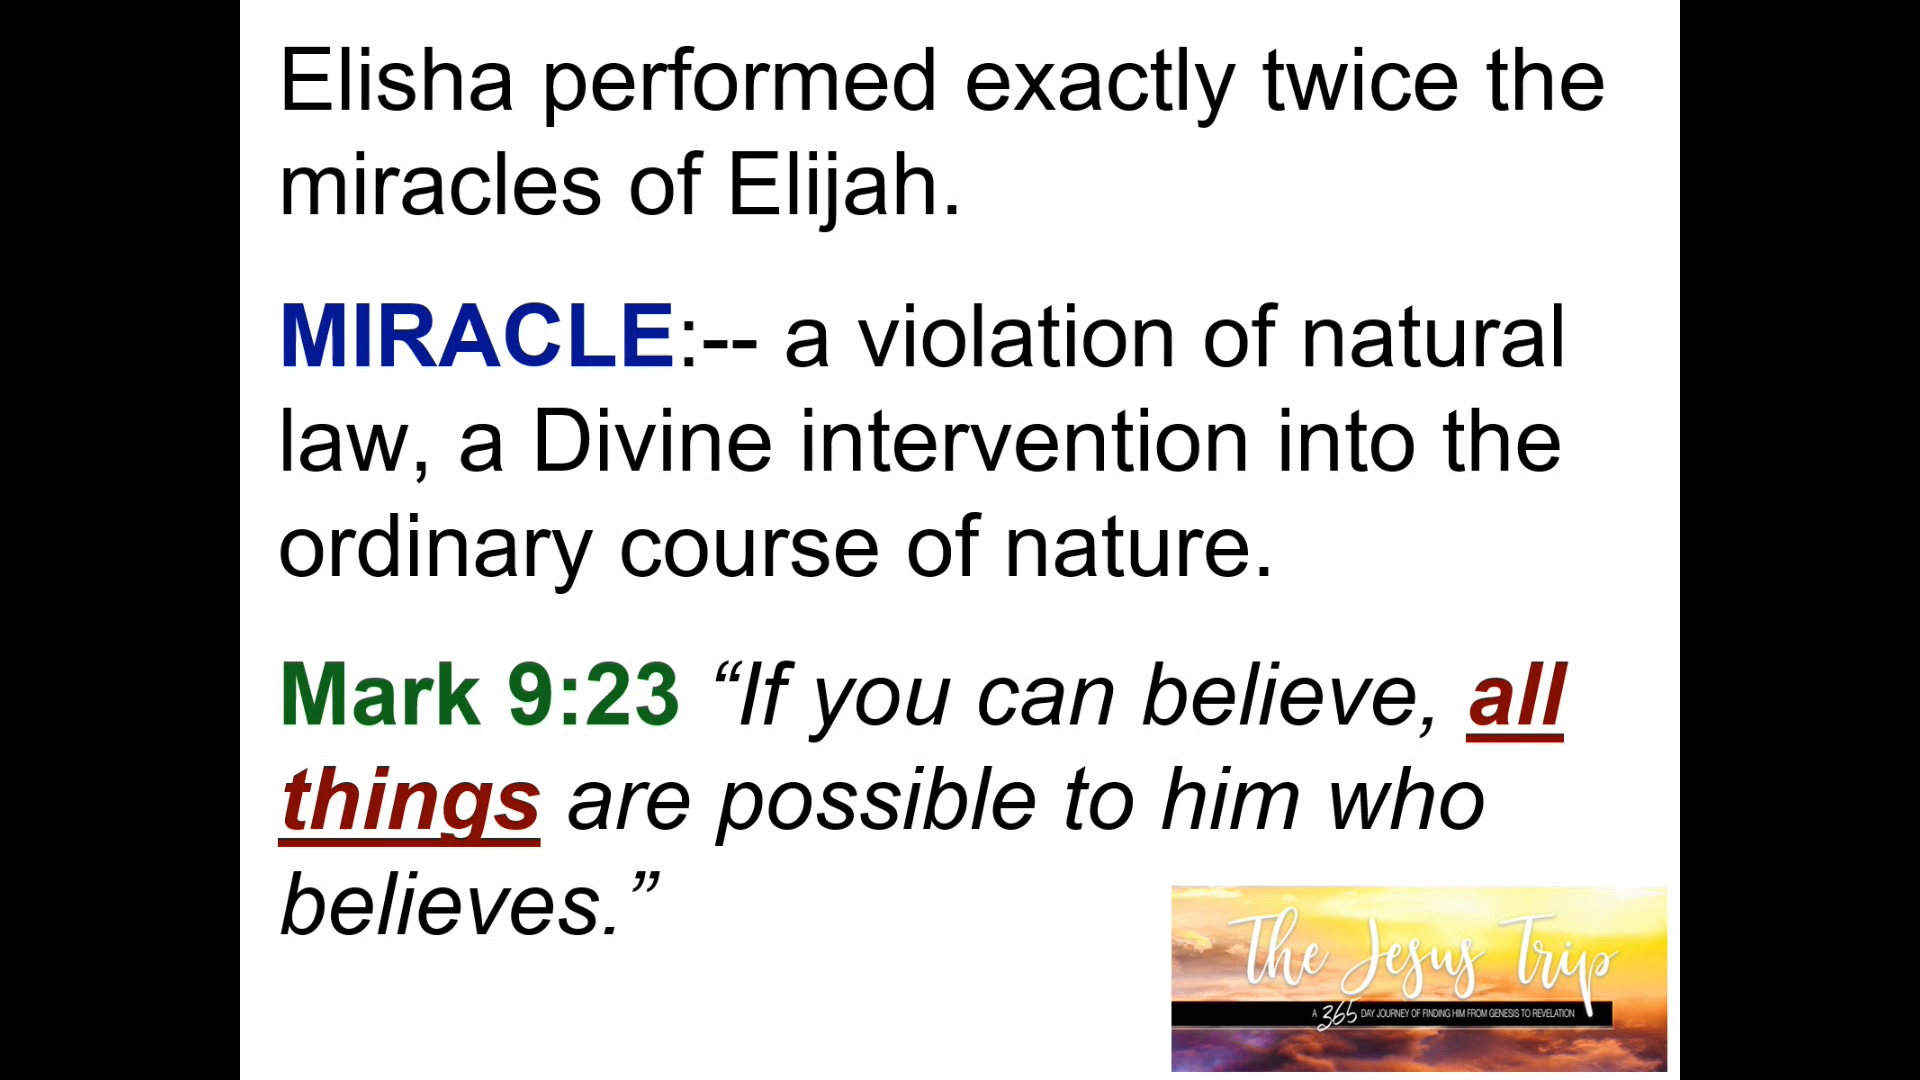 Elisha performed exactly twice the
miracles of Elijah.
MIRACLE:-- a violation of natural
law, a Divine intervention into the
ordinary course of nature.
Mark 9:23 “If you can believe, all
things are possible to him who
believes.”
The Jesus Trip
A 365 DAY JOURNEY OF FINDING HIM FROM GENESIS TO REVELATION